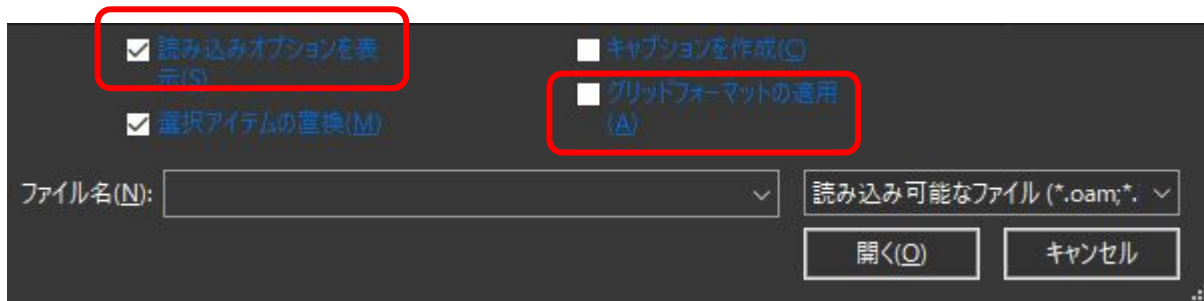 読み込みオプションを表
示(S)
キャプションを作成(C)
グリッドフォーマットの適用
(A)
選択アイテムの置換(M)
ファイル名(N):
読み込み可能なファイル (*.oam;*.
開く(O)
キャンセル